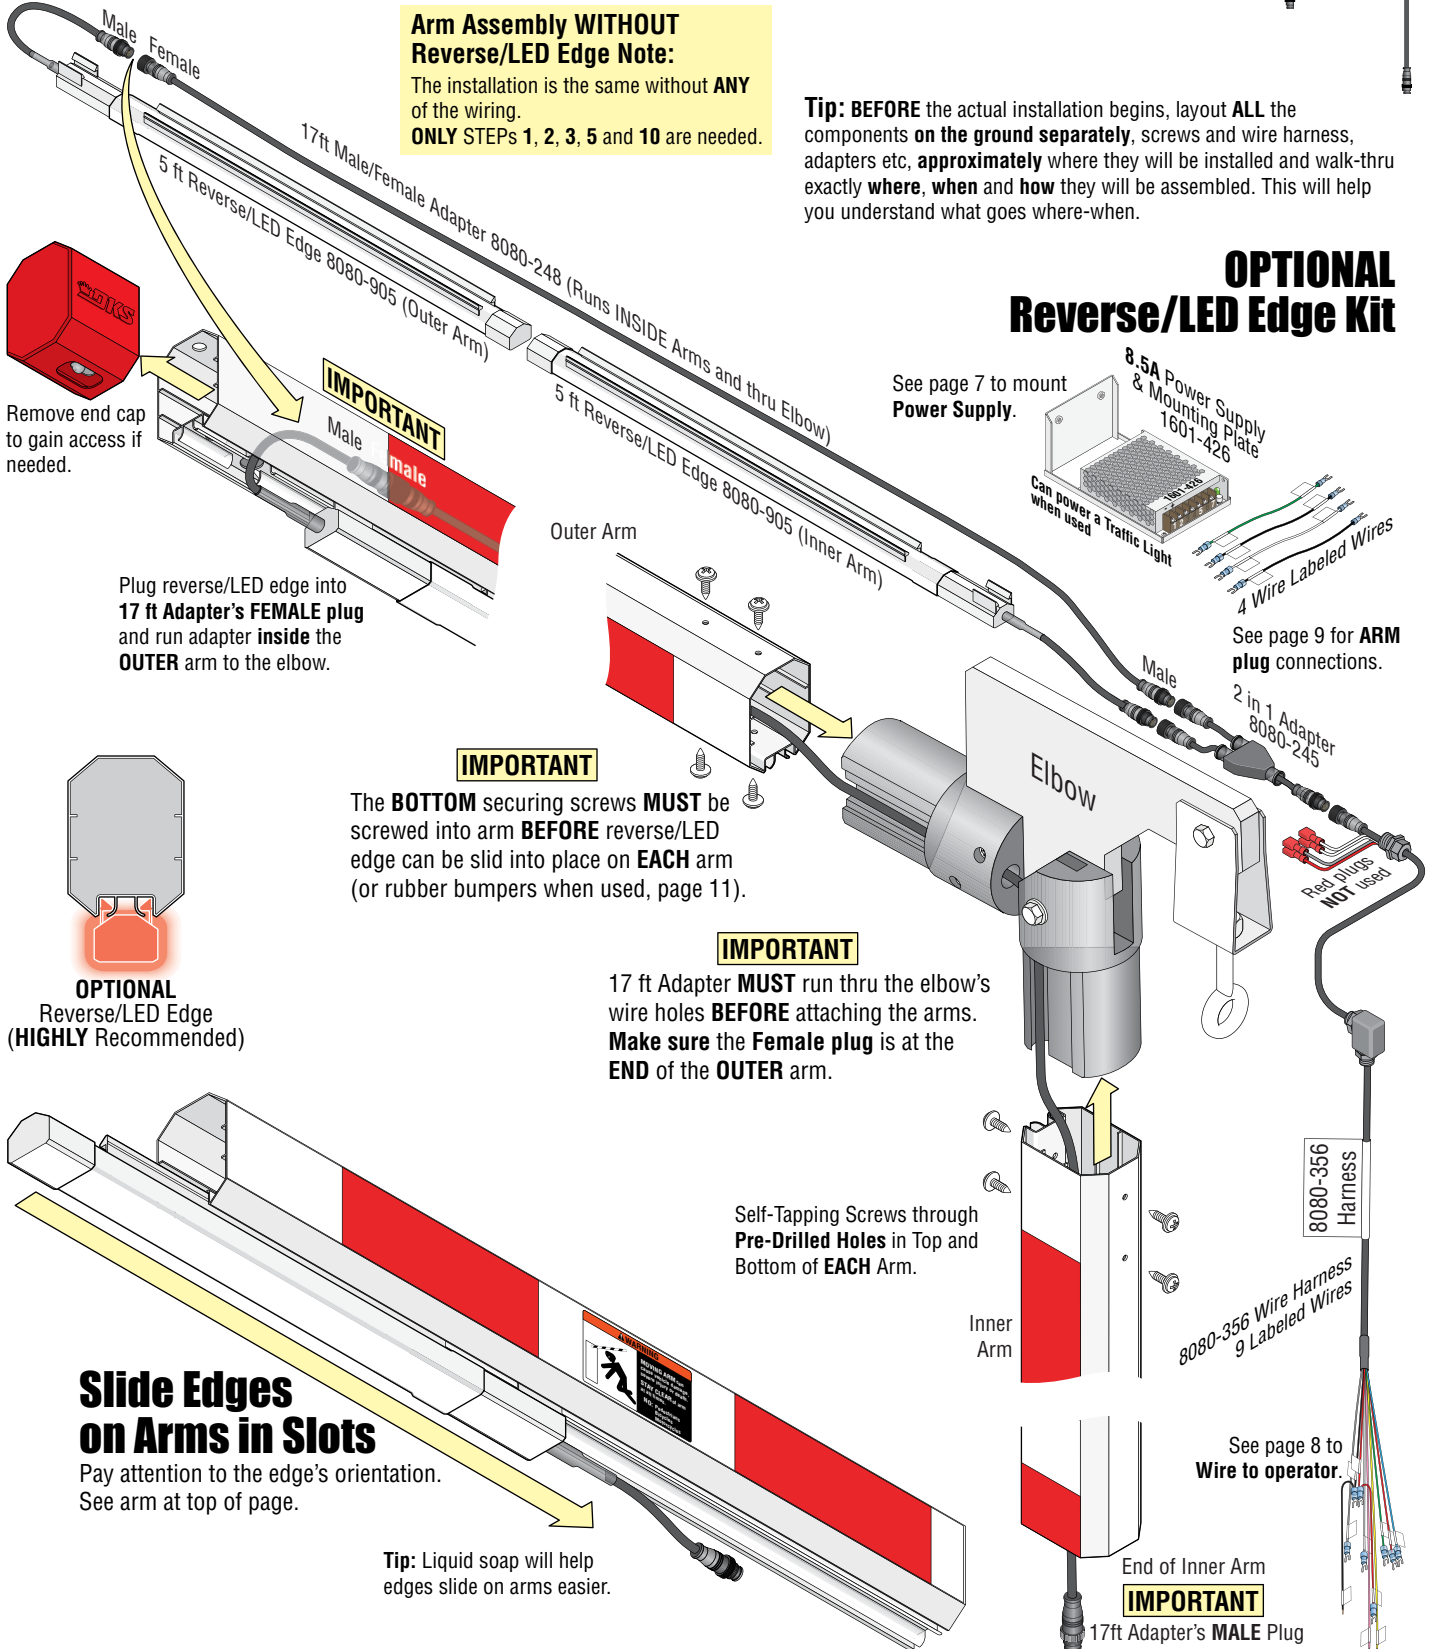 Arm Assembly WITHOUT
Reverse/LED Edge Note:
The installation is the same without ANY
of the wiring.
ONLY STEPs 1, 2, 3, 5 and 10 are needed.
Tip: BEFORE the actual installation begins, layout ALL the
components on the ground separately, screws and wire harness,
adapters etc, approximately where they will be installed and walk-thru
exactly where, when and how they will be assembled. This will help
you understand what goes where-when.
Male
Female
17ft Male/Female Adapter 8080-248 (Runs INSIDE Arms and thru Elbow)
5 ft Reverse/LED Edge 8080-905 (Outer Arm)
5 ft Reverse/LED Edge 8080-905 (Inner Arm)
OPTIONAL
Reverse/LED Edge Kit
DKS
Remove end cap
to gain access if
needed.
IMPORTANT
Male
Female
Plug reverse/LED edge into
17 ft Adapter's FEMALE plug
and run adapter inside the
OUTER arm to the elbow.
See page 7 to mount
Power Supply.
8.5A Power Supply
& Mounting Plate
1601-426
1601-426
Can power a Traffic Light
when used
4 Wire Labeled Wires
See page 9 for ARM
plug connections.
Outer Arm
Male
2 in 1 Adapter
8080-245
Elbow
Red plugs
NOT used
IMPORTANT
The BOTTOM securing screws MUST be
screwed into arm BEFORE reverse/LED
edge can be slid into place on EACH arm
(or rubber bumpers when used, page 11).
OPTIONAL
Reverse/LED Edge
(HIGHLY Recommended)
IMPORTANT
17 ft Adapter MUST run thru the elbow's
wire holes BEFORE attaching the arms.
Make sure the Female plug is at the
END of the OUTER arm.
Self-Tapping Screws through
Pre-Drilled Holes in Top and
Bottom of EACH Arm.
8080-356
Harness
8080-356 Wire Harness
9 Labeled Wires
Inner
Arm
WARNING
MOVING ARM
STAY CLEAR
Slide Edges
on Arms in Slots
Pay attention to the edge's orientation.
See arm at top of page.
See page 8 to
Wire to operator.
Tip: Liquid soap will help
edges slide on arms easier.
End of Inner Arm
IMPORTANT
17ft Adapter's MALE Plug